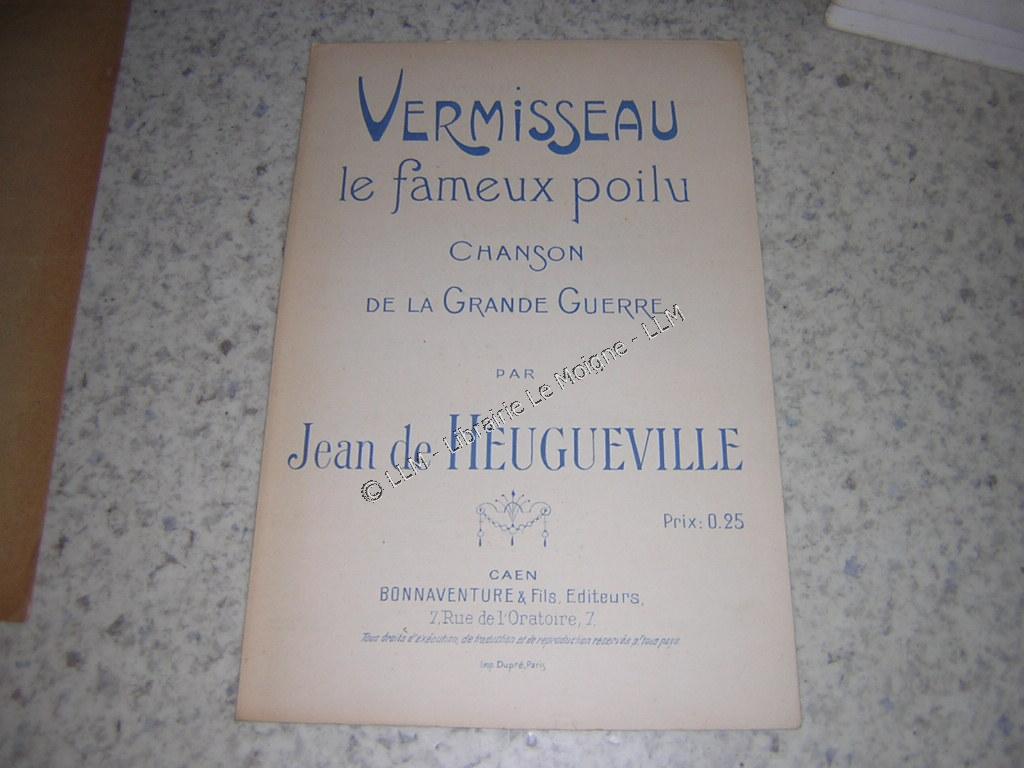 VERMISSEAU
le fameux poilu
CHANSON
DE LA GRANDE GUERRE
PAR
Jean de HEUGUEVILLE
Prix: 0.25
CAEN
BONNAVENTURE & Fils, Editeurs,
7, Rue de l'Oratoire, 7.
Tous droits d'exécution, de traduction et de reproduction réservés pr. tous pays.
Imp. Dupré, Paris
© LLM - Librairie Le Moigne - LLM